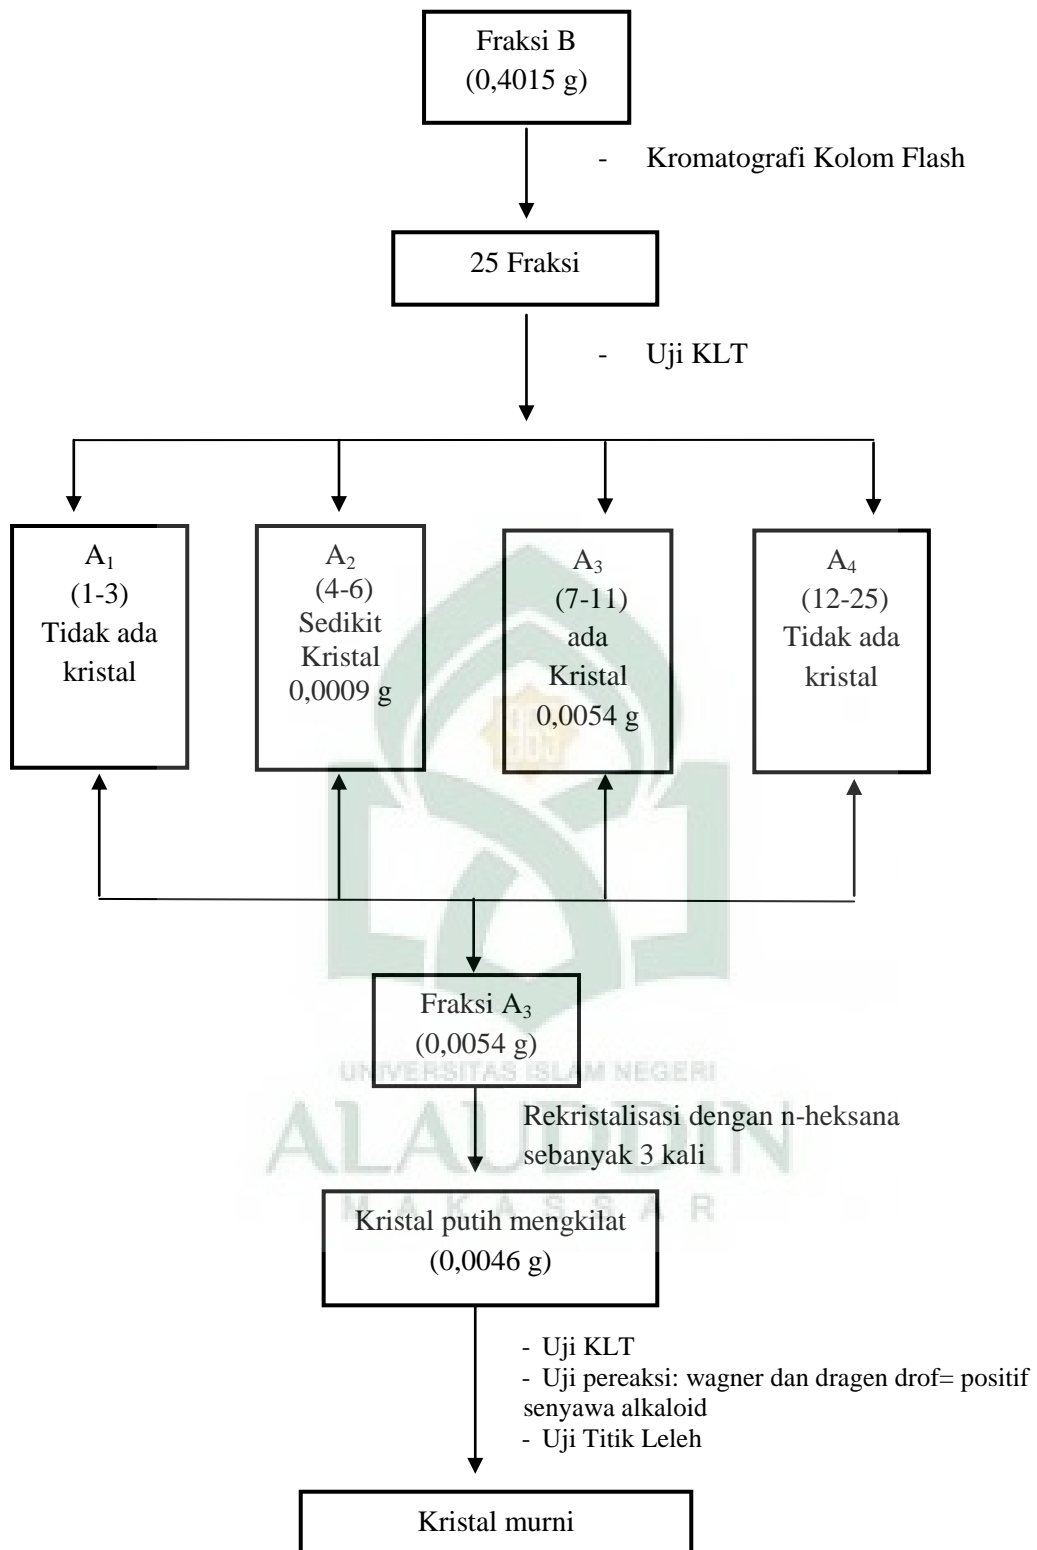 Fraksi B
(0,4015 g)
- Kromatografi Kolom Flash
25 Fraksi
- Uji KLT
A₁
(1-3)
Tidak ada
kristal
A₂
(4-6)
Sedikit
Kristal
0,0009 g
A₃
(7-11)
ada
Kristal
0,0054 g
A₄
(12-25)
Tidak ada
kristal
Fraksi A₃
(0,0054 g)
UNIVERSITAS ISLAM NEGERI
ALAUDDIN
MAKASSAR
Rekristalisasi dengan n-heksana
sebanyak 3 kali
Kristal putih mengkilat
(0,0046 g)
- Uji KLT
- Uji pereaksi: wagner dan dragen drof= positif
senyawa alkaloid
- Uji Titik Leleh
Kristal murni